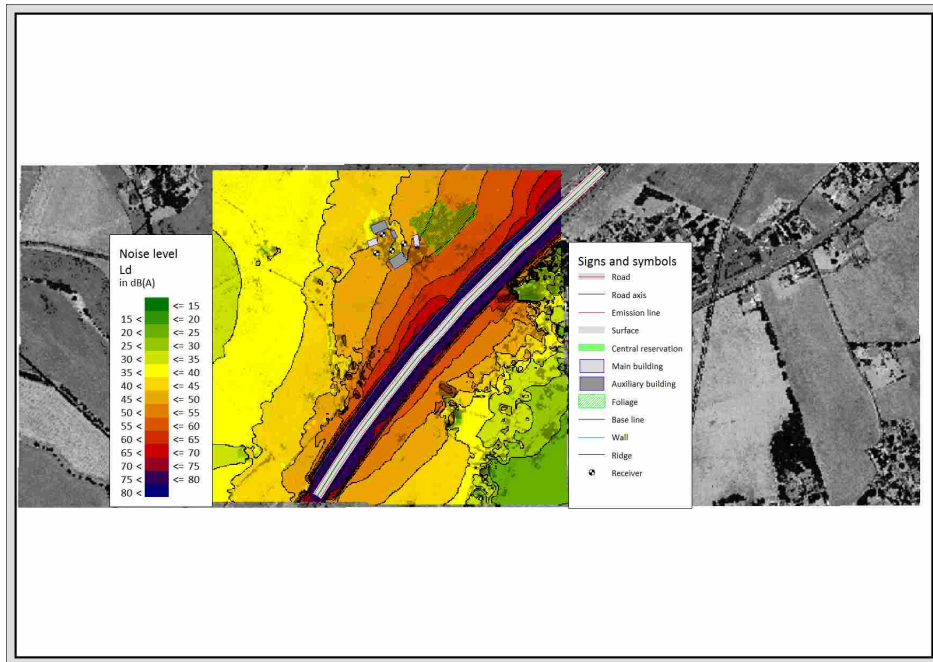 Noise level
Ld
in dB(A)
<= 15
15 < <= 20
20 < <= 25
25 < <= 30
30 < <= 35
35 < <= 40
40 < <= 45
45 < <= 50
50 < <= 55
55 < <= 60
60 < <= 65
65 < <= 70
70 < <= 75
75 < <= 80
80 <
Signs and symbols
Road
Road axis
Emission line
Surface
Central reservation
Main building
Auxiliary building
Foliage
Base line
Wall
Ridge
Receiver